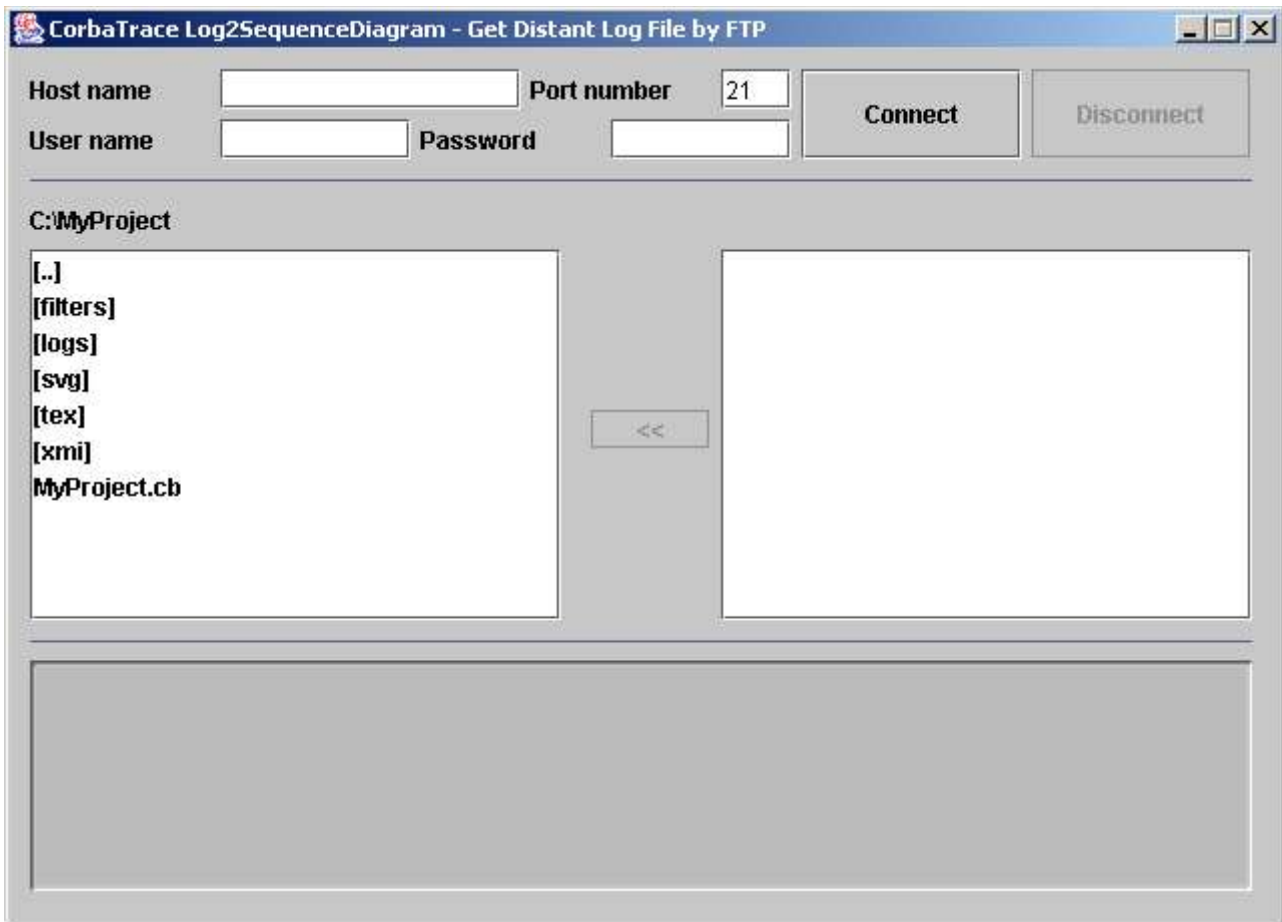 CorbaTrace Log2SequenceDiagram - Get Distant Log File by FTP
Host name Port number 21 Connect Disconnect
User name Password
C:\MyProject
[..]
[filters]
[logs]
[svg]
[tex]
[xmi]
MyProject.cb
<<